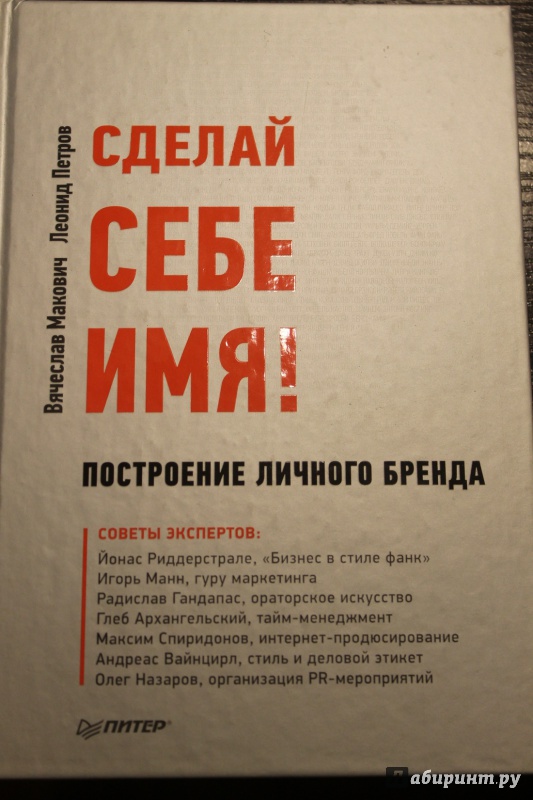 Вячеслав Макович Леонид Петров
СДЕЛАЙ
СЕБЕ
ИМЯ!
ПОСТРОЕНИЕ ЛИЧНОГО БРЕНДА
СОВЕТЫ ЭКСПЕРТОВ:
Йонас Риддерстрале, «Бизнес в стиле фанк»
Игорь Манн, гуру маркетинга
Радислав Гандапас, ораторское искусство
Глеб Архангельский, тайм-менеджмент
Максим Спиридонов, интернет-продюсирование
Андреас Вайнцирл, стиль и деловой этикет
Олег Назаров, организация PR-мероприятий
ПИТЕР®
Лабиринт.ру